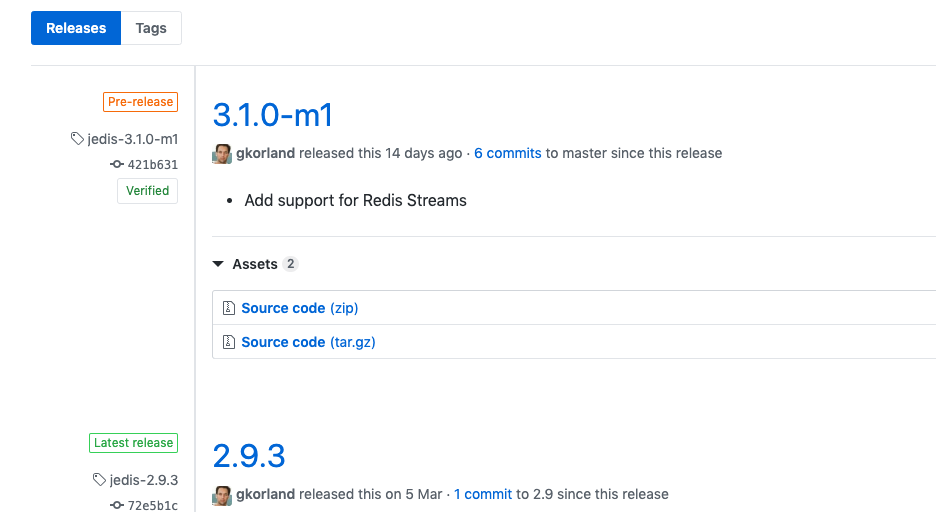 Releases Tags
Pre-release
jedis-3.1.0-m1
421b631
Verified
3.1.0-m1
gkorland released this 14 days ago · 6 commits to master since this release
• Add support for Redis Streams
Assets 2
Source code (zip)
Source code (tar.gz)
Latest release
jedis-2.9.3
72e5b1c
2.9.3
gkorland released this on 5 Mar · 1 commit to 2.9 since this release